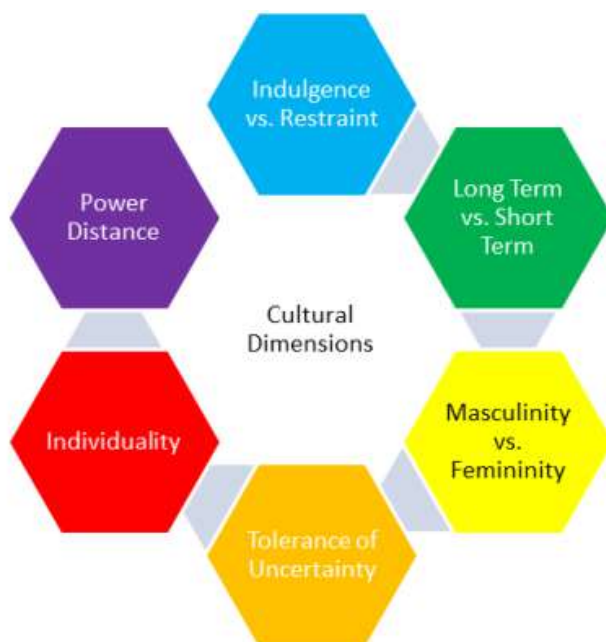 Indulgence
vs. Restraint
Long Term
vs. Short
Term
Masculinity
vs.
Femininity
Tolerance of
Uncertainty
Individuality
Power
Distance
Cultural
Dimensions